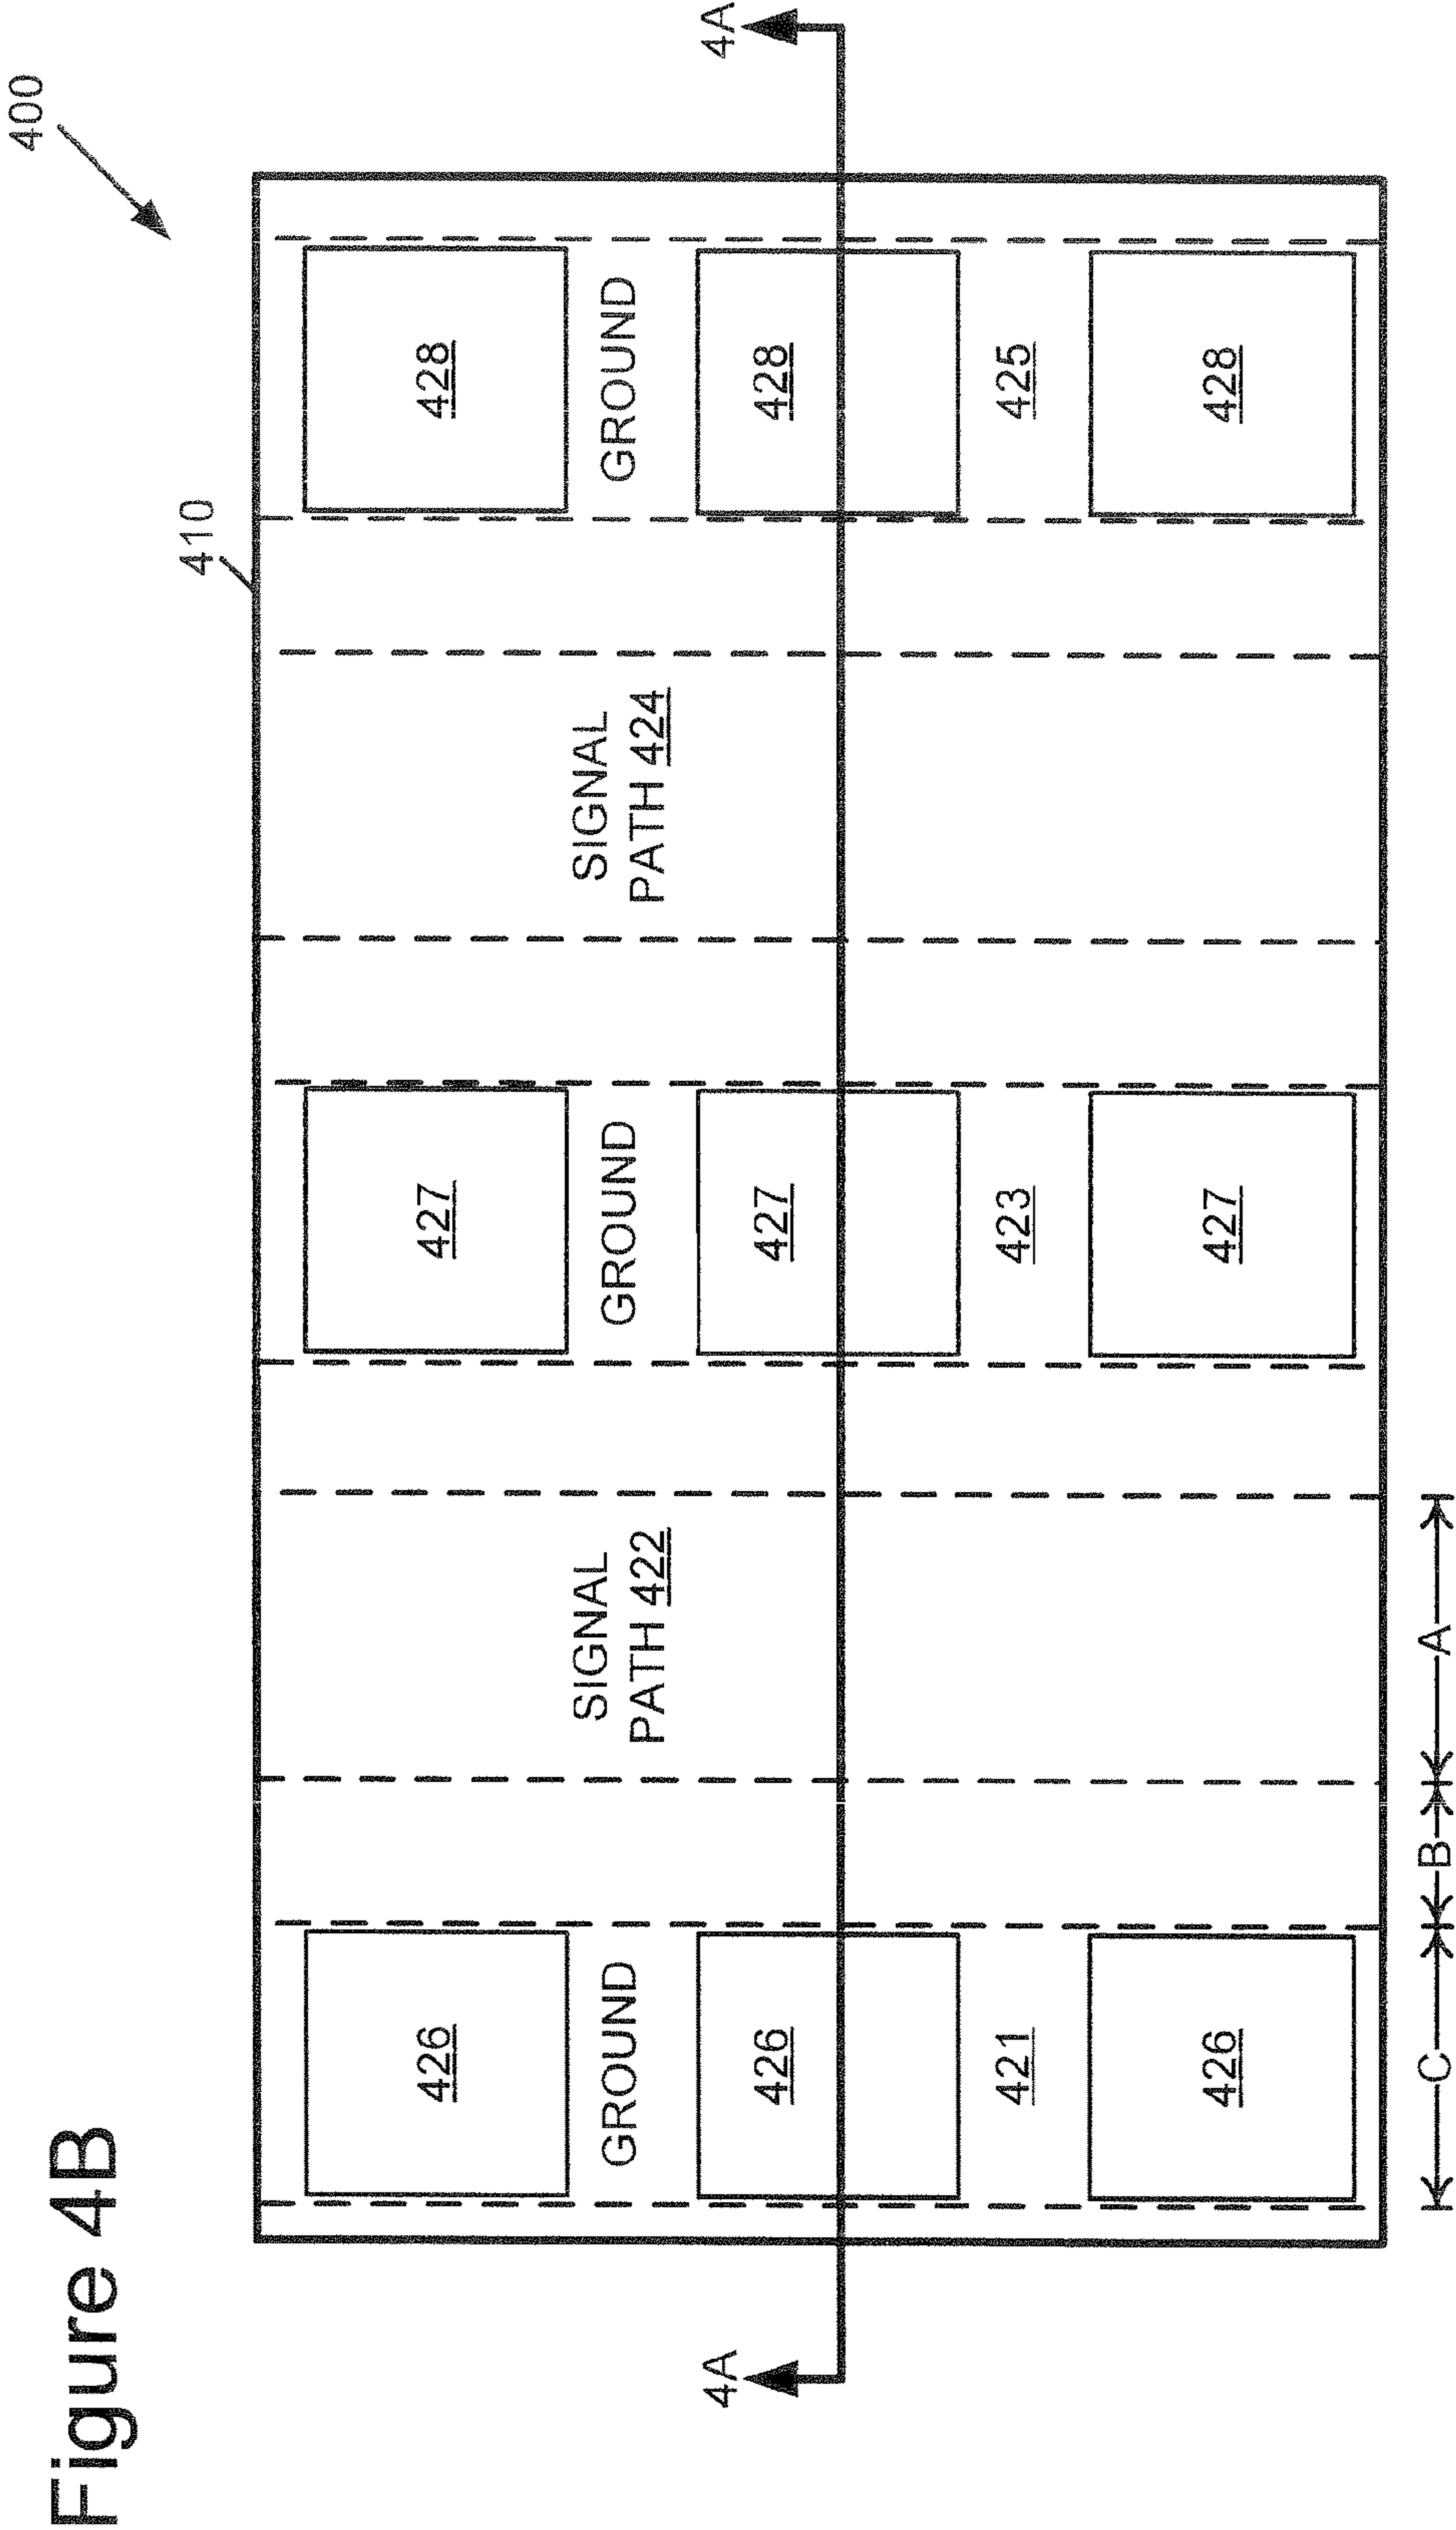 400
Figure 4B
410
426
427
428
GROUND
SIGNAL
PATH 422
GROUND
SIGNAL
PATH 424
GROUND
4A
426
427
428
4A
421
423
425
426
427
428
C
B
A